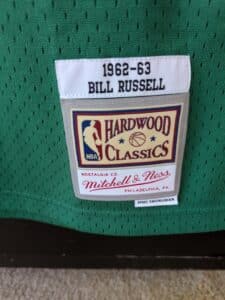 1962-63
BILL RUSSELL
NBA
HARDWOOD
CLASSICS
NOSTALGIA CO.
Mitchell & Ness
PHILADELPHIA, PA.